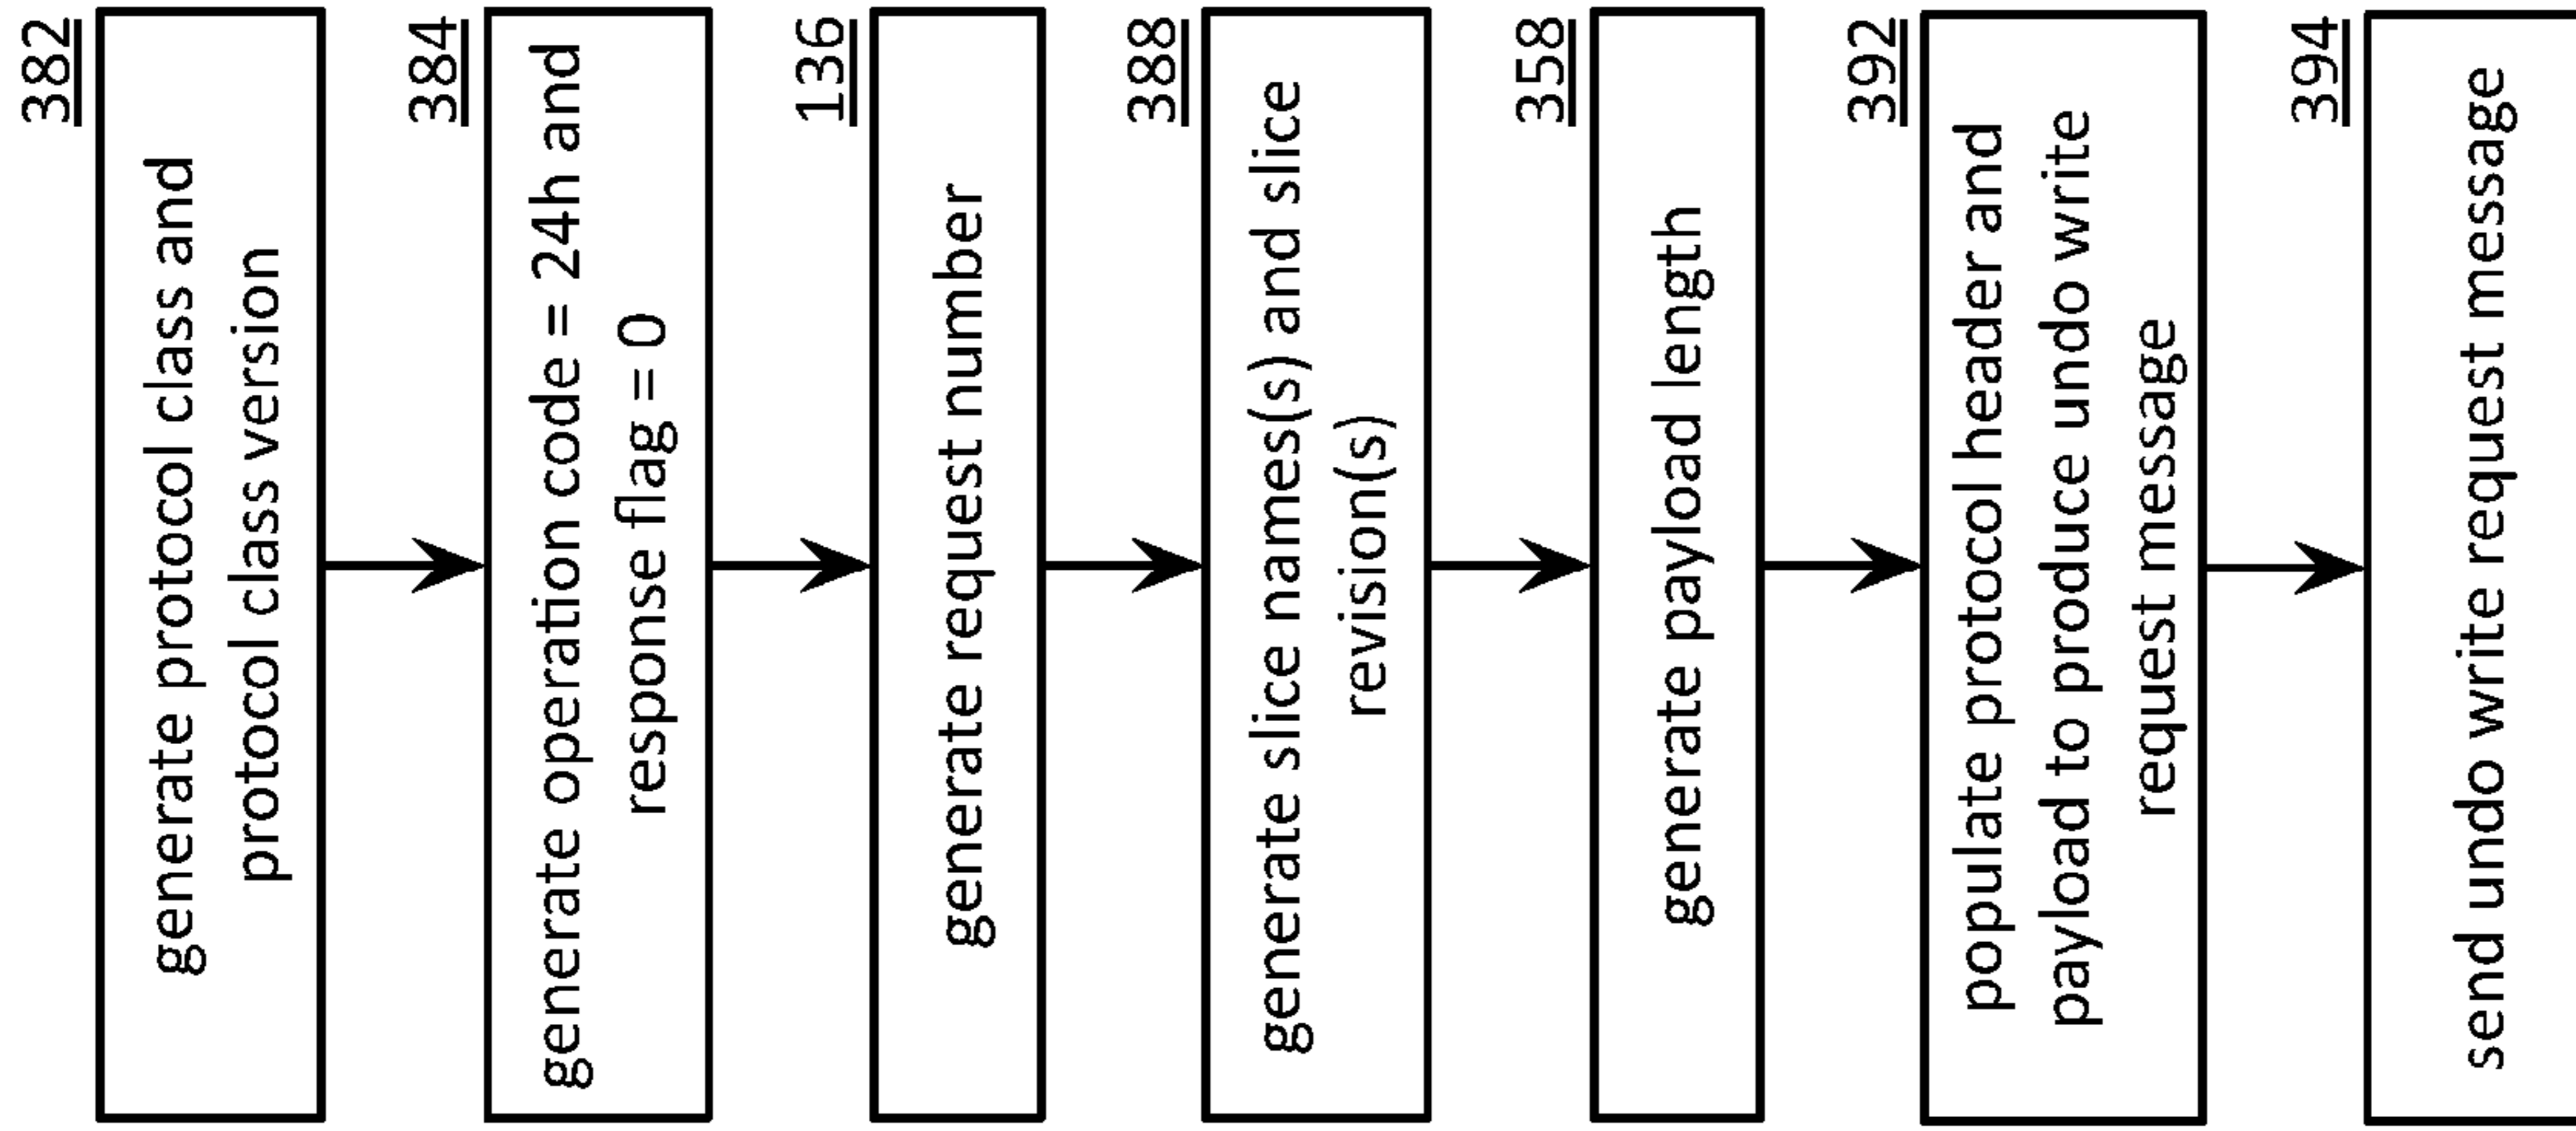 382
generate protocol class and
protocol class version
384
generate operation code = 24h and
response flag = 0
136
generate request number
388
generate slice names(s) and slice
revision(s)
358
generate payload length
392
populate protocol header and
payload to produce undo write
request message
394
send undo write request message